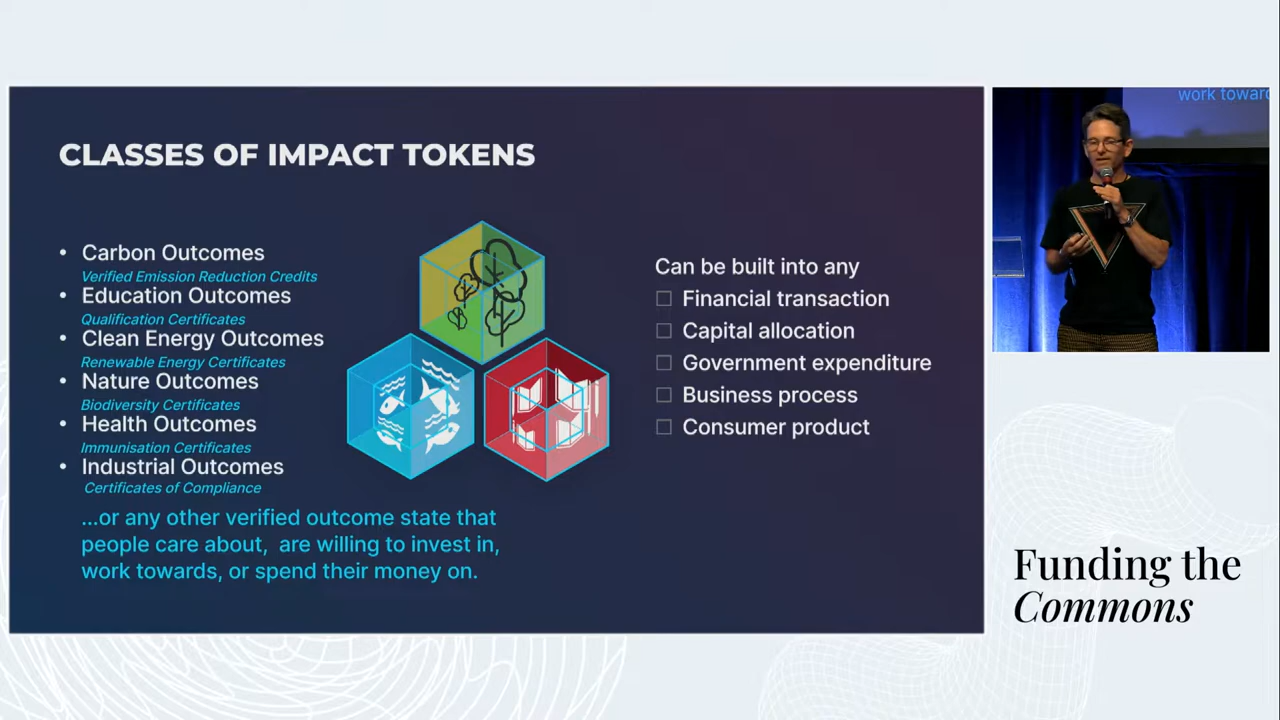 CLASSES OF IMPACT TOKENS
• Carbon Outcomes
Verified Emission Reduction Credits
• Education Outcomes
Qualification Certificates
• Clean Energy Outcomes
Renewable Energy Certificates
• Nature Outcomes
Biodiversity Certificates
• Health Outcomes
Immunisation Certificates
• Industrial Outcomes
Certificates of Compliance
...or any other verified outcome state that
people care about,  are willing to invest in,
work towards, or spend their money on.
Can be built into any
☐ Financial transaction
☐ Capital allocation
☐ Government expenditure
☐ Business process
☐ Consumer product
work toward
Funding the
Commons